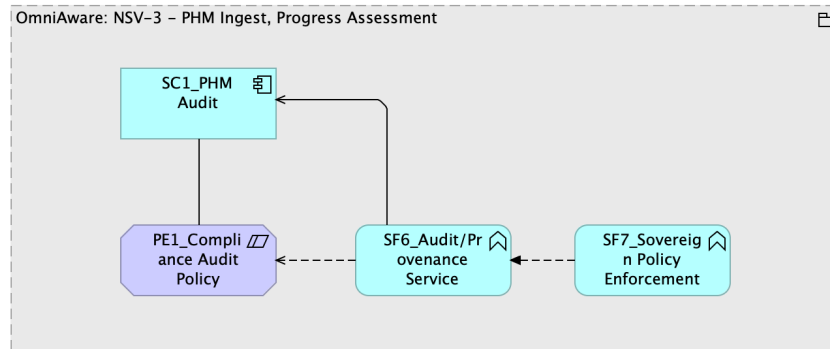 OmniAware: NSV-3 – PHM Ingest, Progress Assessment
SC1_PHM
Audit
PE1_Compli
ance Audit
Policy
SF6_Audit/Pr
ovenance
Service
SF7_Sovereig
n Policy
Enforcement